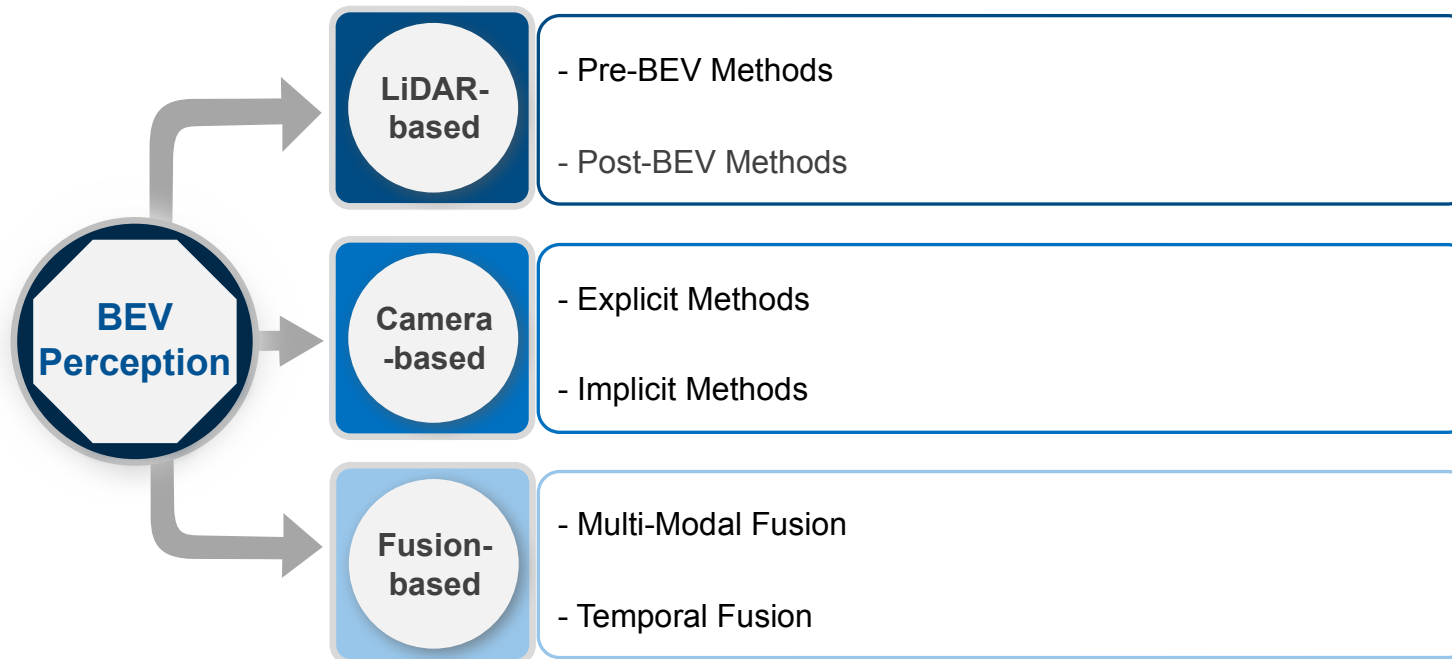 BEV
Perception
LiDAR-
based
- Pre-BEV Methods
- Post-BEV Methods
Camera
-based
- Explicit Methods
- Implicit Methods
Fusion-
based
- Multi-Modal Fusion
- Temporal Fusion